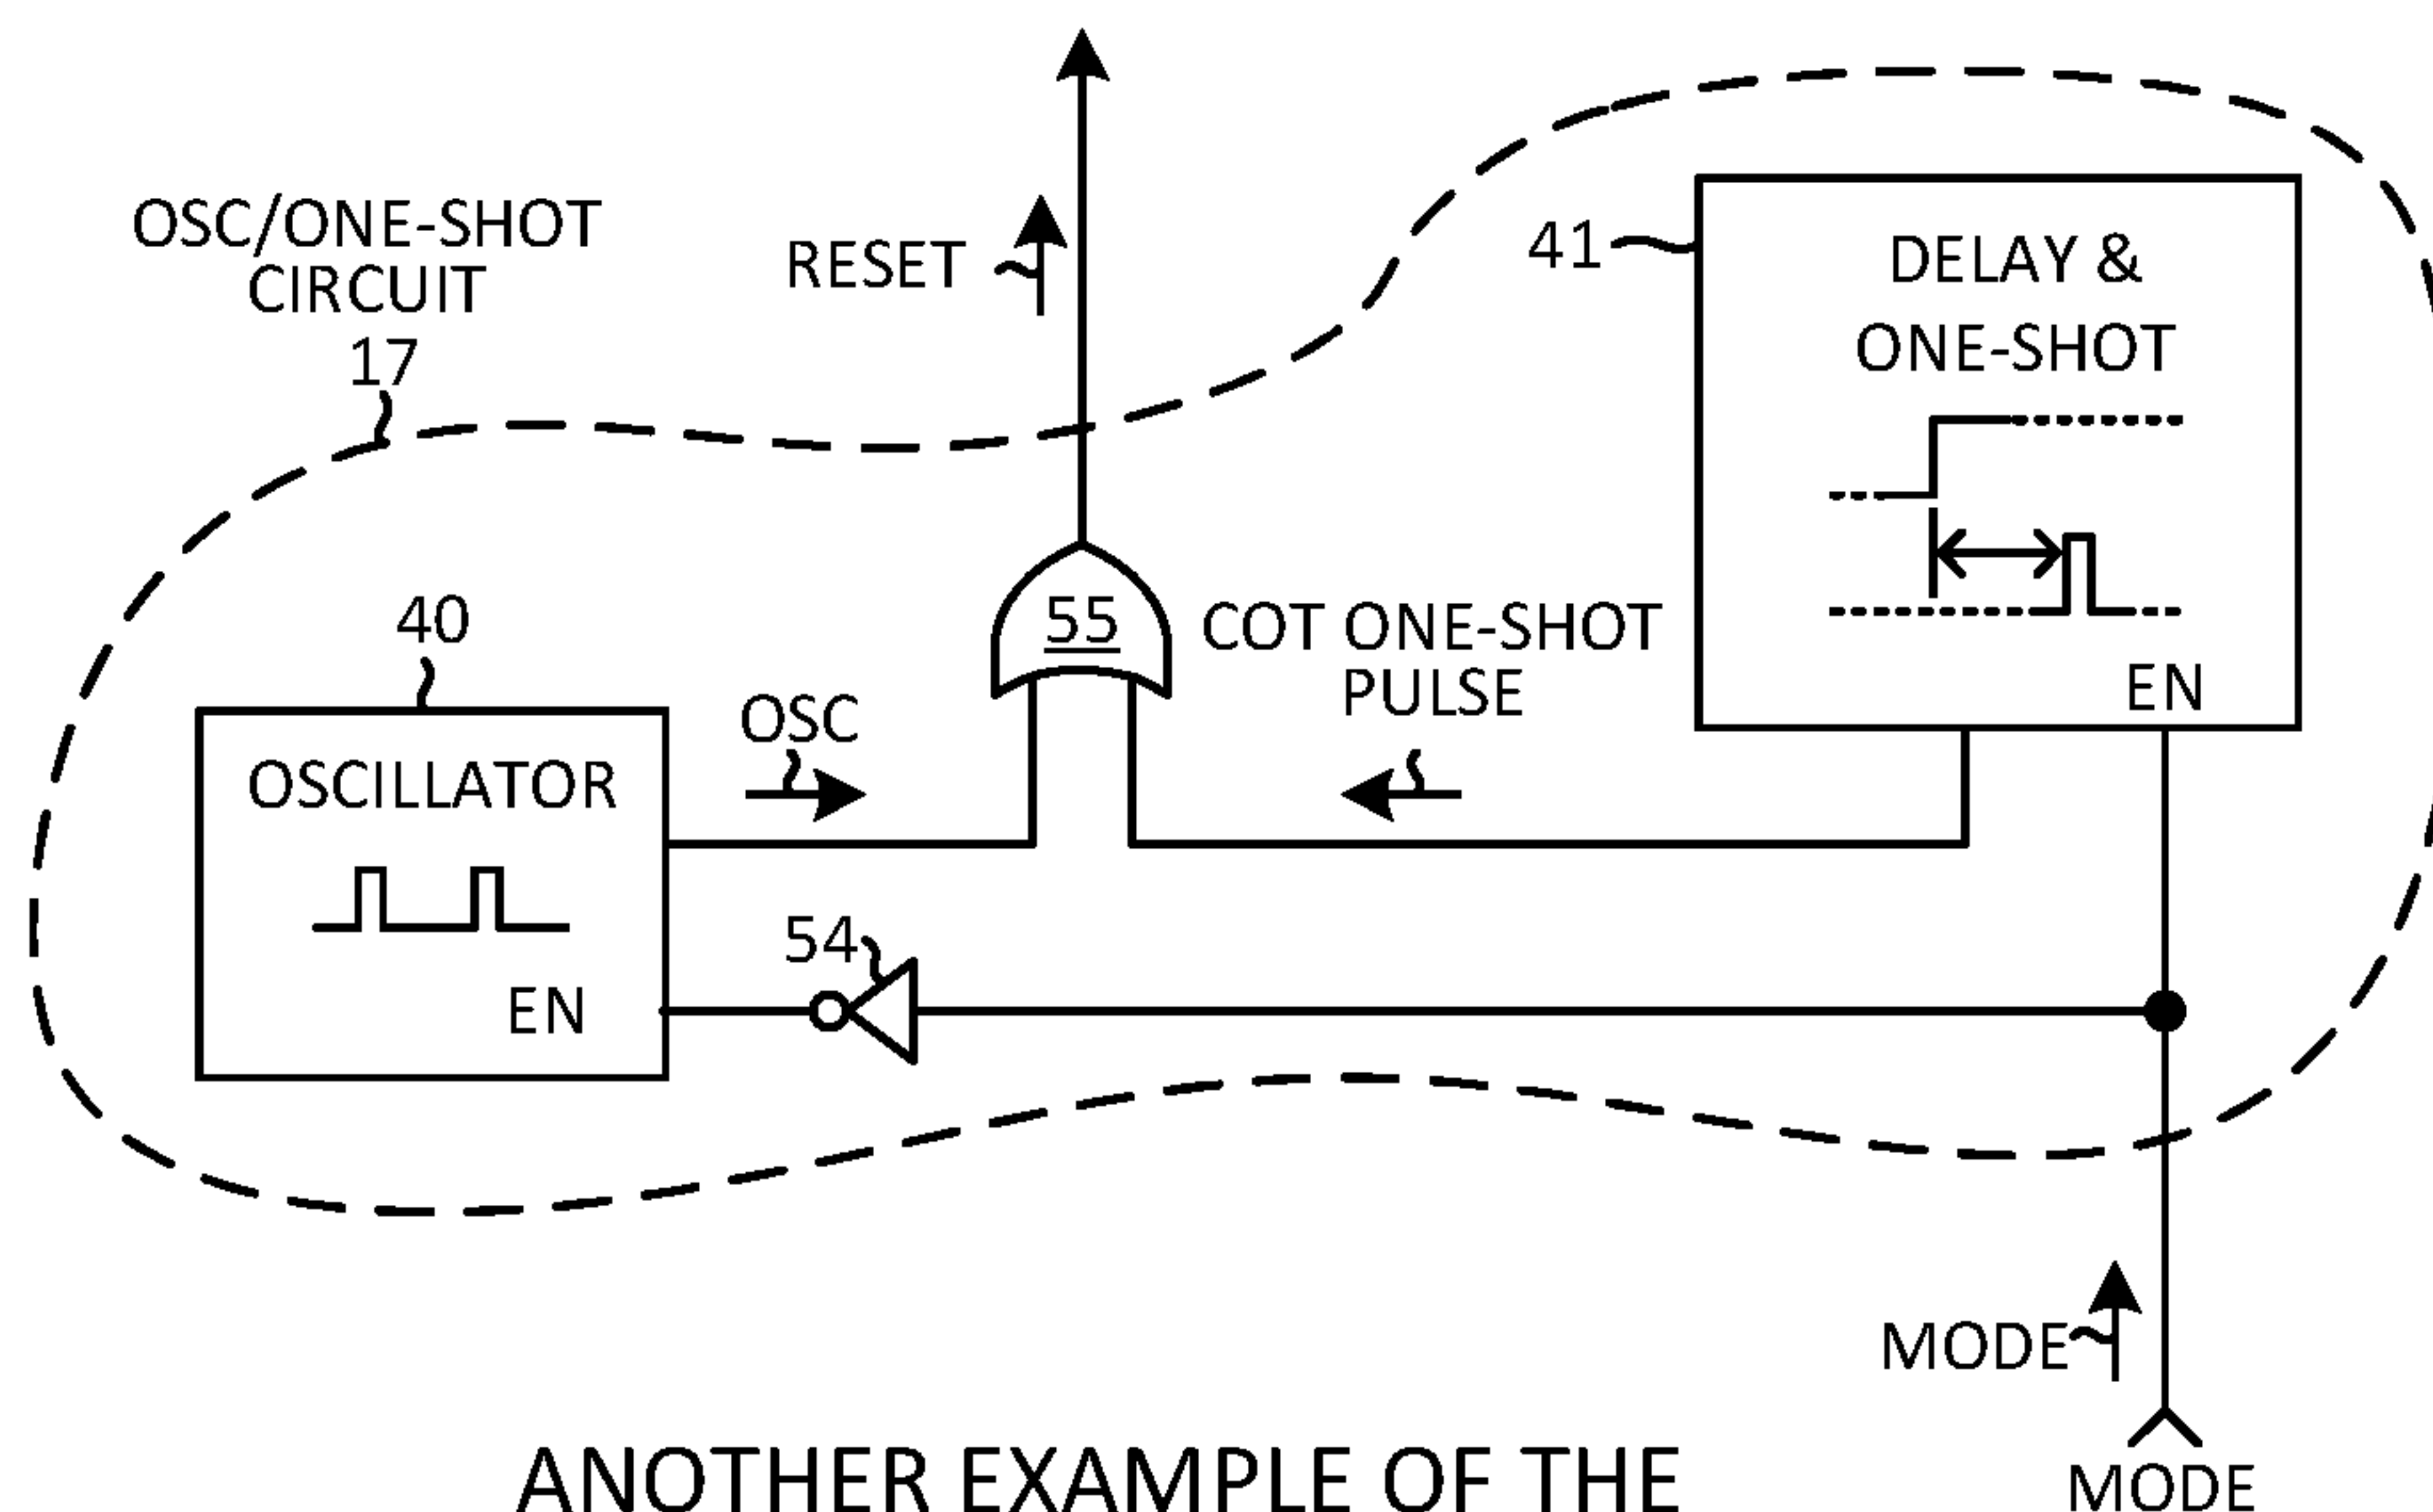 OSC/ONE-SHOT
CIRCUIT
17
RESET
41
DELAY &
ONE-SHOT
EN
40
55
COT ONE-SHOT
PULSE
OSC
OSCILLATOR
EN
54
MODE
MODE
ANOTHER EXAMPLE OF THE